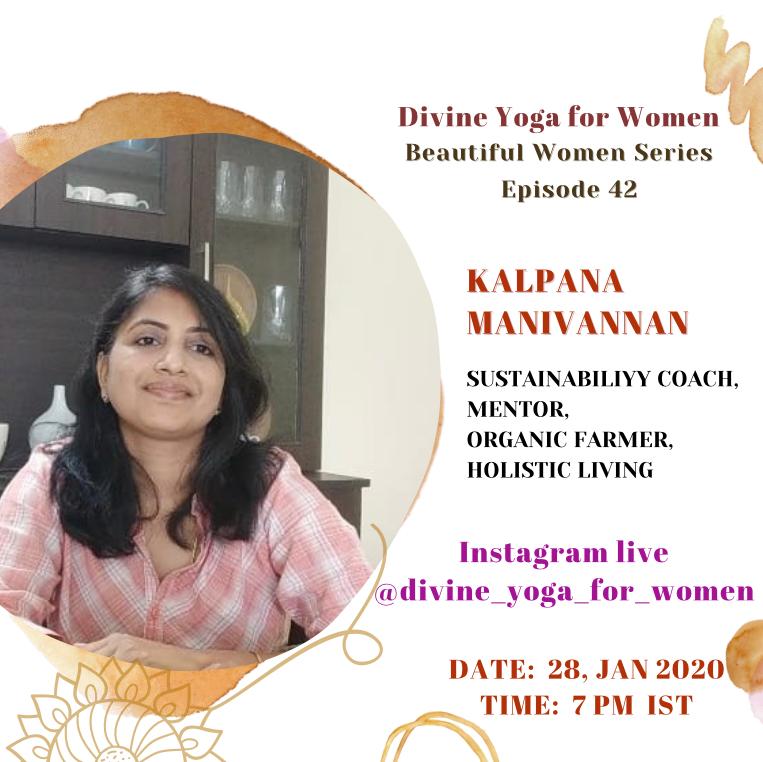 Divine Yoga for Women
Beautiful Women Series
Episode 42
KALPANA
MANIVANNAN
SUSTAINABILIYY COACH,
MENTOR,
ORGANIC FARMER,
HOLISTIC LIVING
Instagram live
@divine_yoga_for_women
DATE: 28, JAN 2020
TIME: 7 PM IST